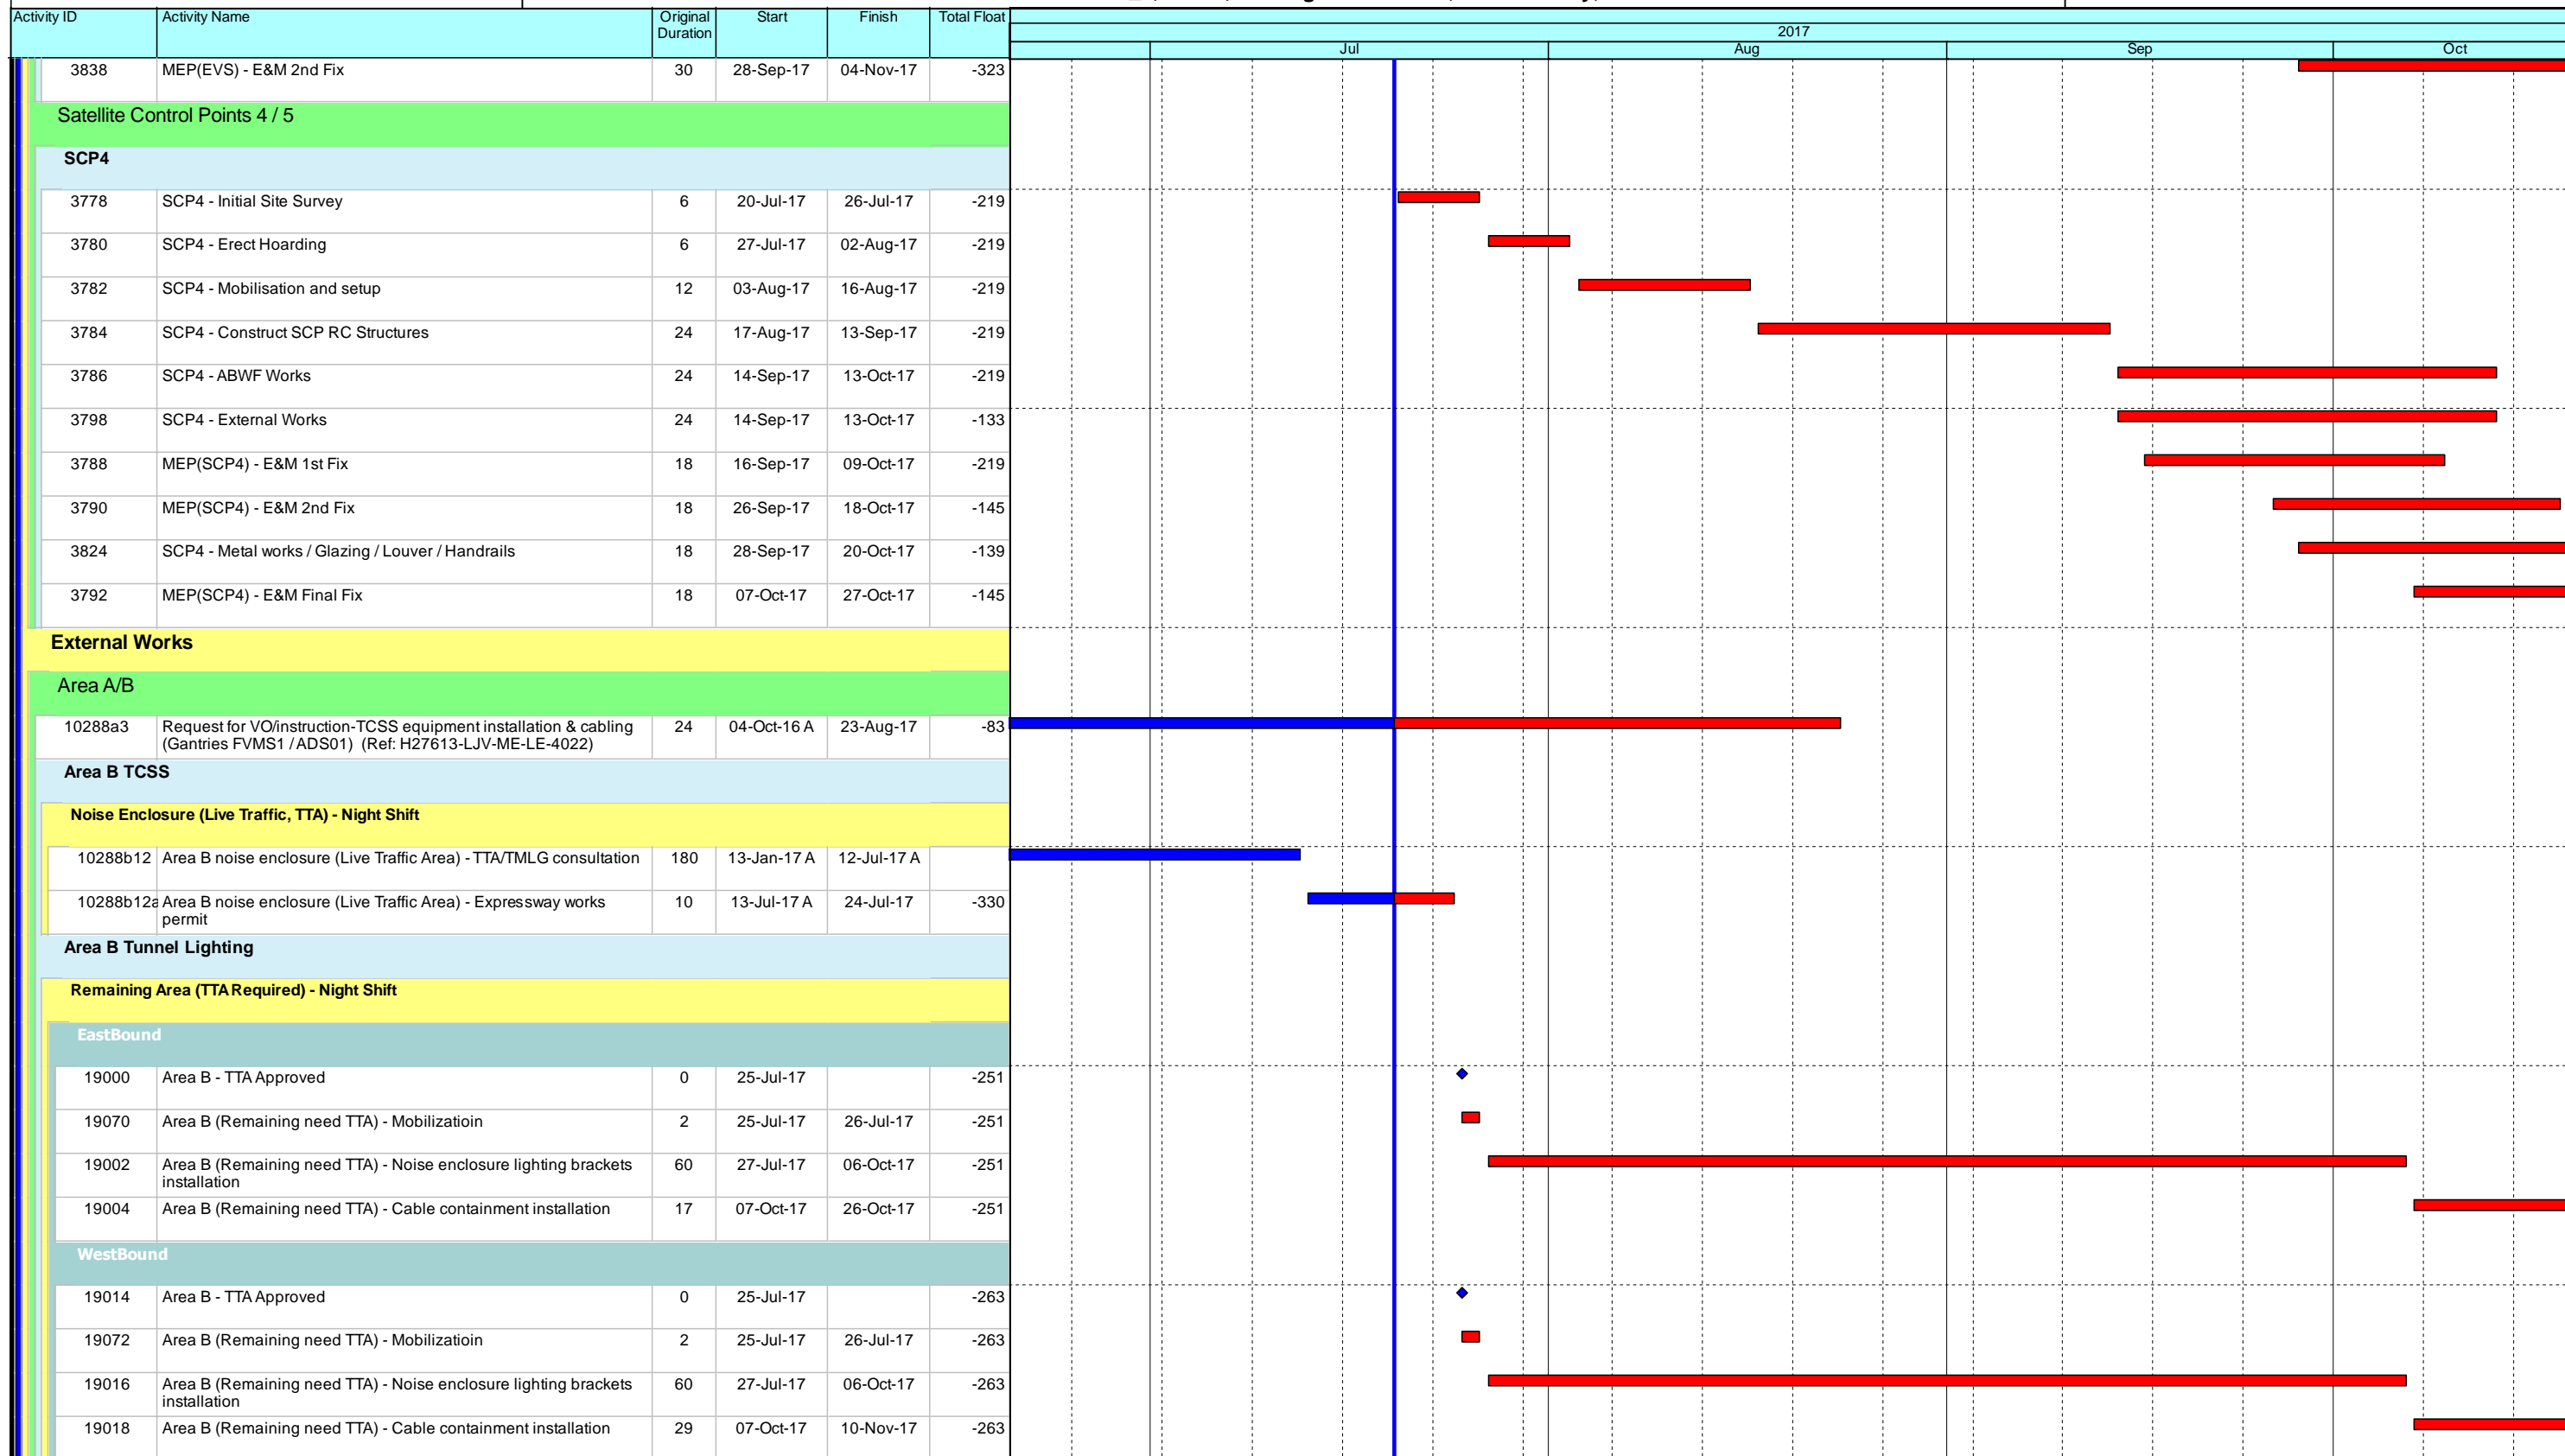 Activity ID Activity Name Original Duration Start Finish Total Float
2017
Jul Aug Sep Oct
3838 MEP(EVS) - E&M 2nd Fix 30 28-Sep-17 04-Nov-17 -323
Satellite Control Points 4 / 5
SCP4
3778 SCP4 - Initial Site Survey 6 20-Jul-17 26-Jul-17 -219
3780 SCP4 - Erect Hoarding 6 27-Jul-17 02-Aug-17 -219
3782 SCP4 - Mobilisation and setup 12 03-Aug-17 16-Aug-17 -219
3784 SCP4 - Construct SCP RC Structures 24 17-Aug-17 13-Sep-17 -219
3786 SCP4 - ABWF Works 24 14-Sep-17 13-Oct-17 -219
3798 SCP4 - External Works 24 14-Sep-17 13-Oct-17 -133
3788 MEP(SCP4) - E&M 1st Fix 18 16-Sep-17 09-Oct-17 -219
3790 MEP(SCP4) - E&M 2nd Fix 18 26-Sep-17 18-Oct-17 -145
3824 SCP4 - Metal works / Glazing / Louver / Handrails 18 28-Sep-17 20-Oct-17 -139
3792 MEP(SCP4) - E&M Final Fix 18 07-Oct-17 27-Oct-17 -145
External Works
Area A/B
10288a3 Request for VO/instruction-TCSS equipment installation & cabling 24 04-Oct-16 A 23-Aug-17 -83
(Gantries FVMS1 / ADS01) (Ref: H27613-LJV-ME-LE-4022)
Area B TCSS
Noise Enclosure (Live Traffic, TTA) - Night Shift
10288b12 Area B noise enclosure (Live Traffic Area) - TTA/TMLG consultation 180 13-Jan-17 A 12-Jul-17 A
10288b12a Area B noise enclosure (Live Traffic Area) - Expressway works 10 13-Jul-17 A 24-Jul-17 -330
permit
Area B Tunnel Lighting
Remaining Area (TTA Required) - Night Shift
EastBound
19000 Area B - TTA Approved 0 25-Jul-17 -251
19070 Area B (Remaining need TTA) - Mobilizatioin 2 25-Jul-17 26-Jul-17 -251
19002 Area B (Remaining need TTA) - Noise enclosure lighting brackets 60 27-Jul-17 06-Oct-17 -251
installation
19004 Area B (Remaining need TTA) - Cable containment installation 17 07-Oct-17 26-Oct-17 -251
WestBound
19014 Area B - TTA Approved 0 25-Jul-17 -263
19072 Area B (Remaining need TTA) - Mobilizatioin 2 25-Jul-17 26-Jul-17 -263
19016 Area B (Remaining need TTA) - Noise enclosure lighting brackets 60 27-Jul-17 06-Oct-17 -263
installation
19018 Area B (Remaining need TTA) - Cable containment installation 29 07-Oct-17 10-Nov-17 -263